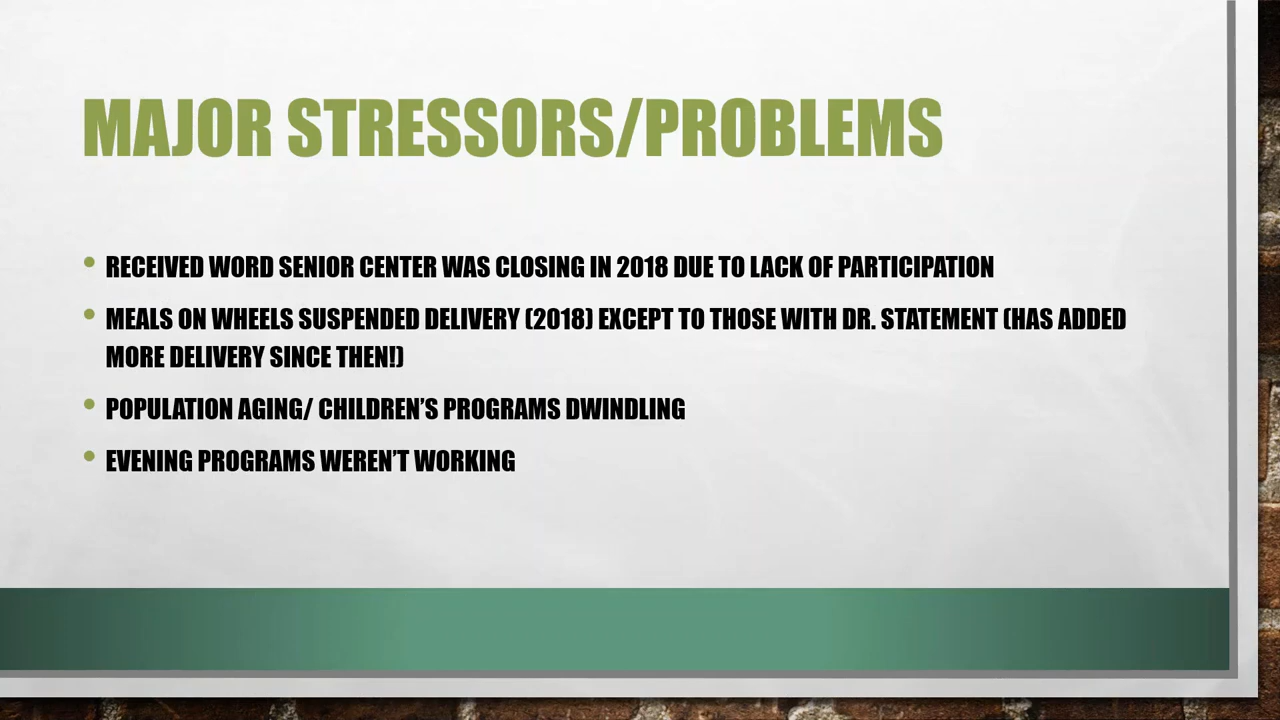 MAJOR STRESSORS/PROBLEMS
• RECEIVED WORD SENIOR CENTER WAS CLOSING IN 2018 DUE TO LACK OF PARTICIPATION
• MEALS ON WHEELS SUSPENDED DELIVERY (2018) EXCEPT TO THOSE WITH DR. STATEMENT (HAS ADDED
MORE DELIVERY SINCE THEN!)
• POPULATION AGING/ CHILDREN’S PROGRAMS DWINDLING
• EVENING PROGRAMS WEREN’T WORKING